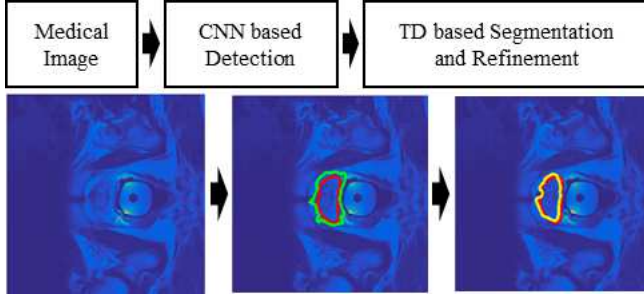 Medical
Image
CNN based
Detection
TD based Segmentation
and Refinement